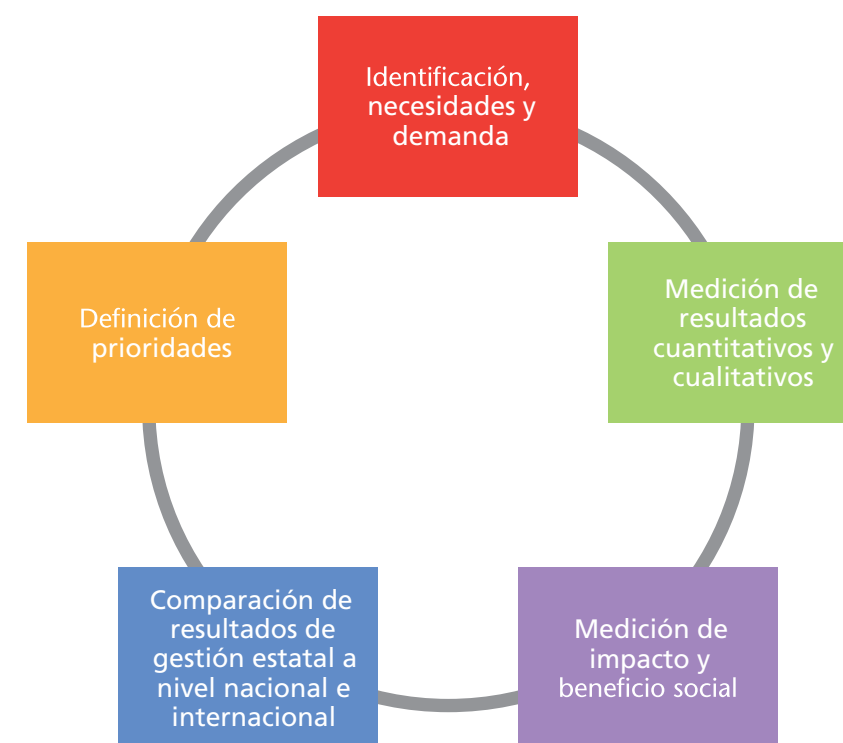 Identificación,
necesidades y
demanda
Medición de
resultados
cuantitativos y
cualitativos
Medición de
impacto y
beneficio social
Comparación de
resultados de
gestión estatal a
nivel nacional e
internacional
Definición de
prioridades